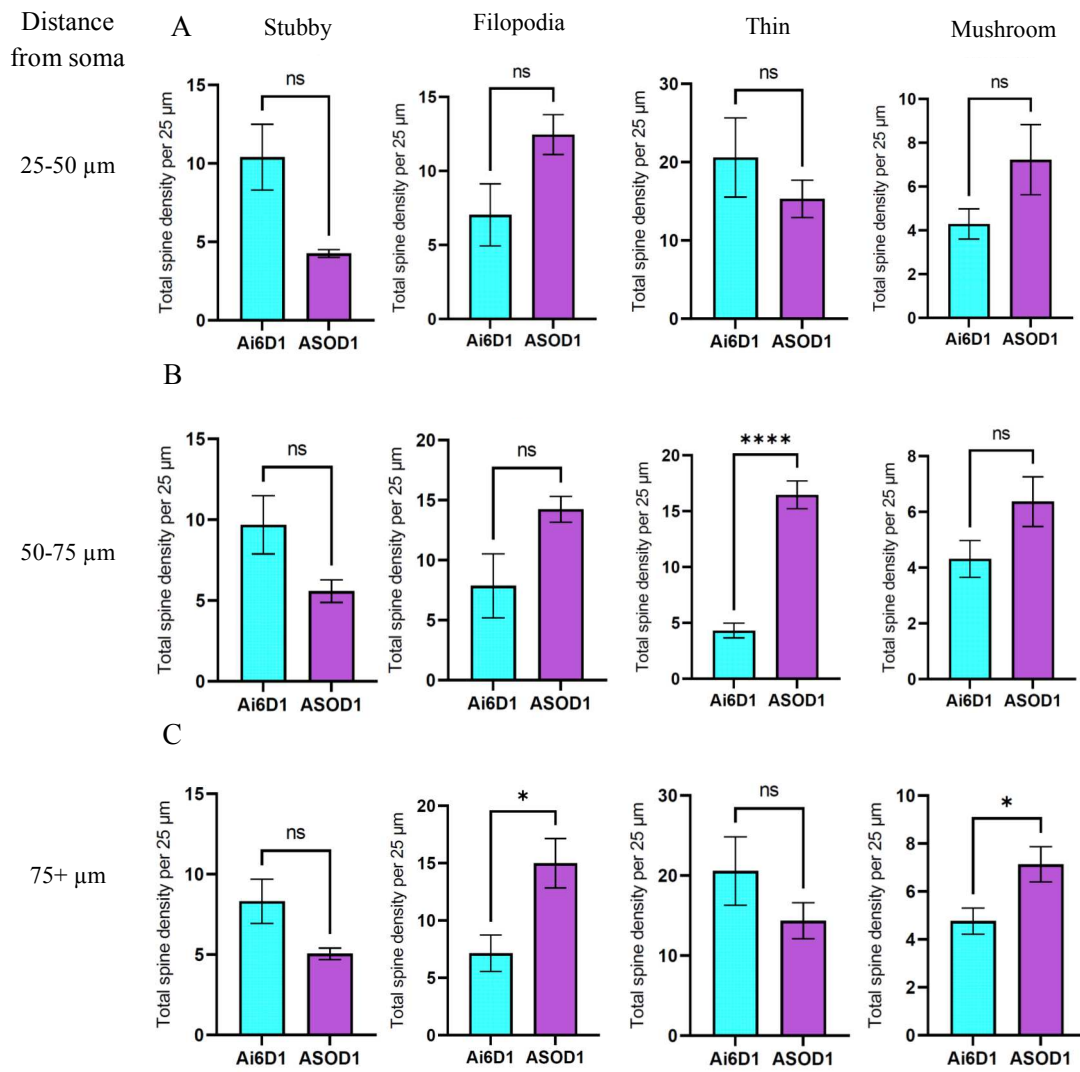 Distance
from soma
A
Stubby
Filopodia
Thin
Mushroom
25-50 µm
Total spine density per 25 µm
15
10
5
0
ns
Ai6D1 ASOD1
Total spine density per 25 µm
15
10
5
0
ns
Ai6D1 ASOD1
Total spine density per 25 µm
30
20
10
0
ns
Ai6D1 ASOD1
Total spine density per 25 µm
10
8
6
4
2
0
ns
Ai6D1 ASOD1
B
50-75 µm
Total spine density per 25 µm
15
10
5
0
ns
Ai6D1 ASOD1
Total spine density per 25 µm
20
15
10
5
0
ns
Ai6D1 ASOD1
Total spine density per 25 µm
20
15
10
5
0
****
Ai6D1 ASOD1
Total spine density per 25 µm
8
6
4
2
0
ns
Ai6D1 ASOD1
C
75+ µm
Total spine density per 25 µm
15
10
5
0
ns
Ai6D1 ASOD1
Total spine density per 25 µm
20
15
10
5
0
*
Ai6D1 ASOD1
Total spine density per 25 µm
30
20
10
0
ns
Ai6D1 ASOD1
Total spine density per 25 µm
10
8
6
4
2
0
*
Ai6D1 ASOD1